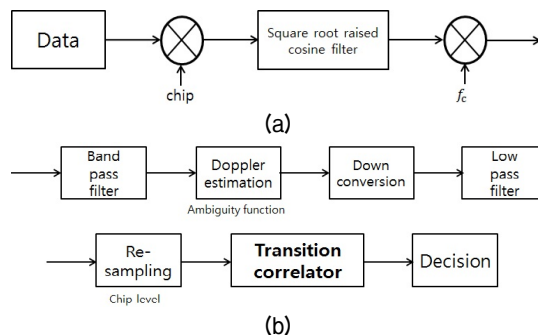 Data
chip
Square root raised
cosine filter
f_c
(a)
Band
pass
filter
Doppler
estimation
Ambiguity function
Down
conversion
Low
pass
filter
Re-
sampling
Chip level
Transition
correlator
Decision
(b)